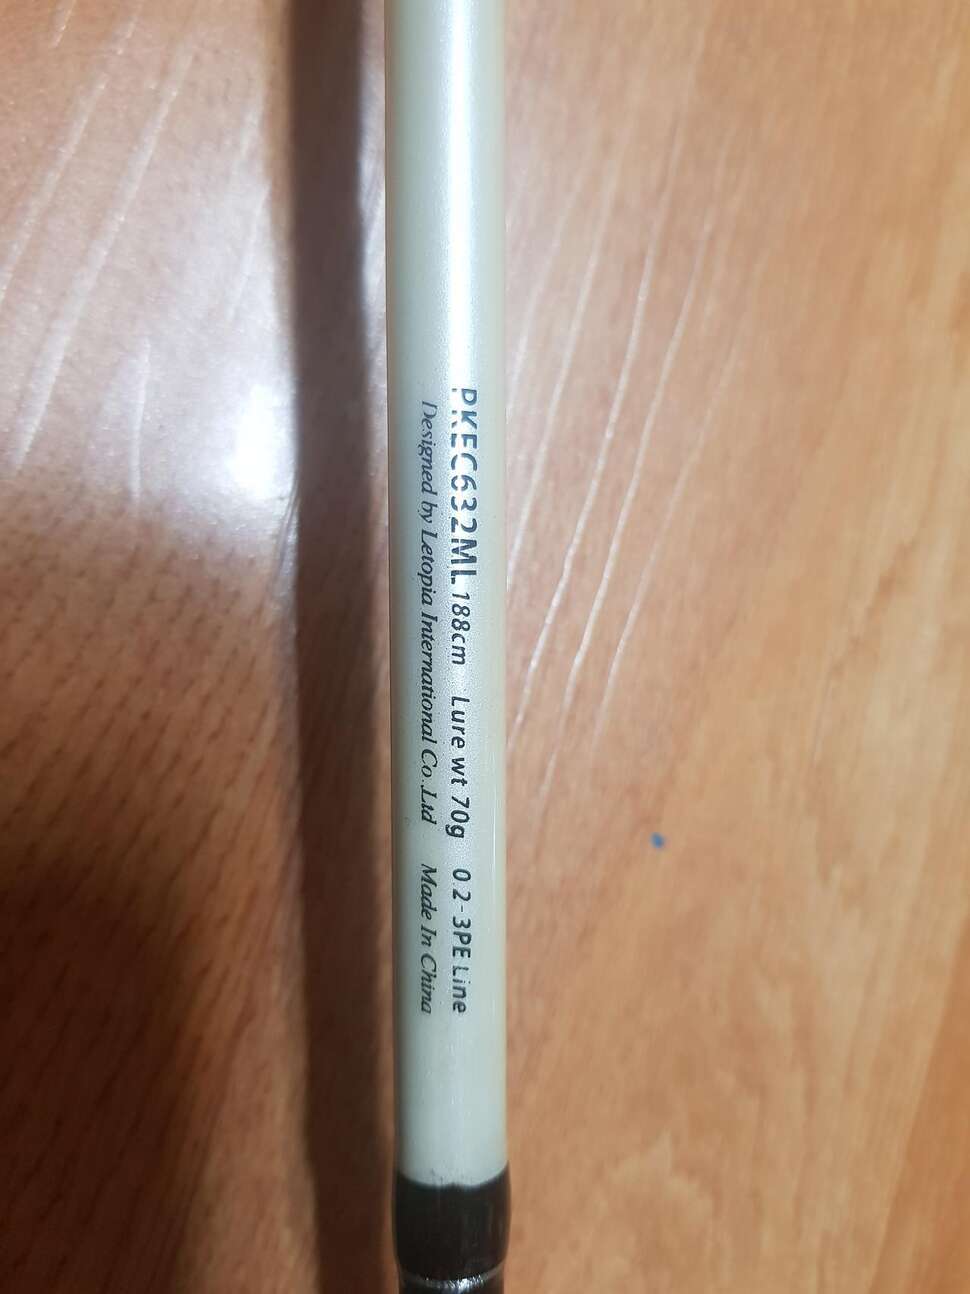 PKEC632ML 188cm Lure wt 70g 0.2-3PE Line
Designed by Letopia International Co.Ltd Made In China